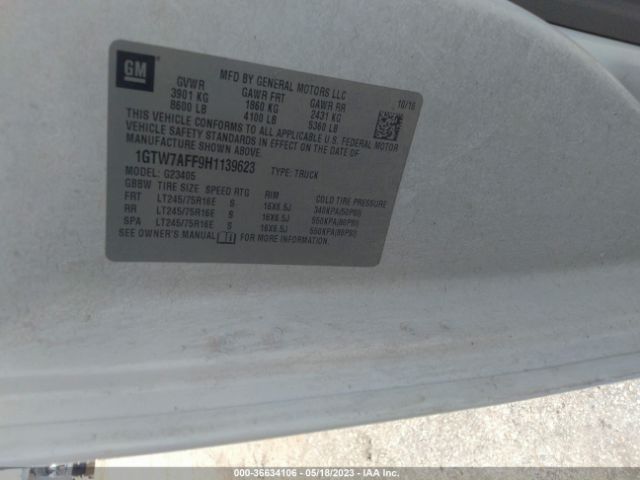 GM
MFD BY GENERAL MOTORS LLC
10/16
GVWR GAWR FRT GAWR RR
3901 KG 1860 KG 2431 KG
8600 LB 4100 LB 5360 LB
THIS VEHICLE CONFORMS TO ALL APPLICABLE U.S. FEDERAL MOTOR
VEHICLE SAFETY STANDARDS IN EFFECT ON THE DATE OF
MANUFACTURE SHOWN ABOVE.
1GTW7AFF9H1139623 TYPE: TRUCK
MODEL: G23405
GBBW TIRE SIZE SPEED RTG RIM COLD TIRE PRESSURE
FRT LT245/75R16E S 16X6.5J 340KPA(50PSI)
RR LT245/75R16E S 16X6.5J 550KPA(80PSI)
SPA LT245/75R16E S 16X6.5J 550KPA(80PSI)
SEE OWNER'S MANUAL FOR MORE INFORMATION.
000-36634106 - 05/18/2023 - IAA Inc.